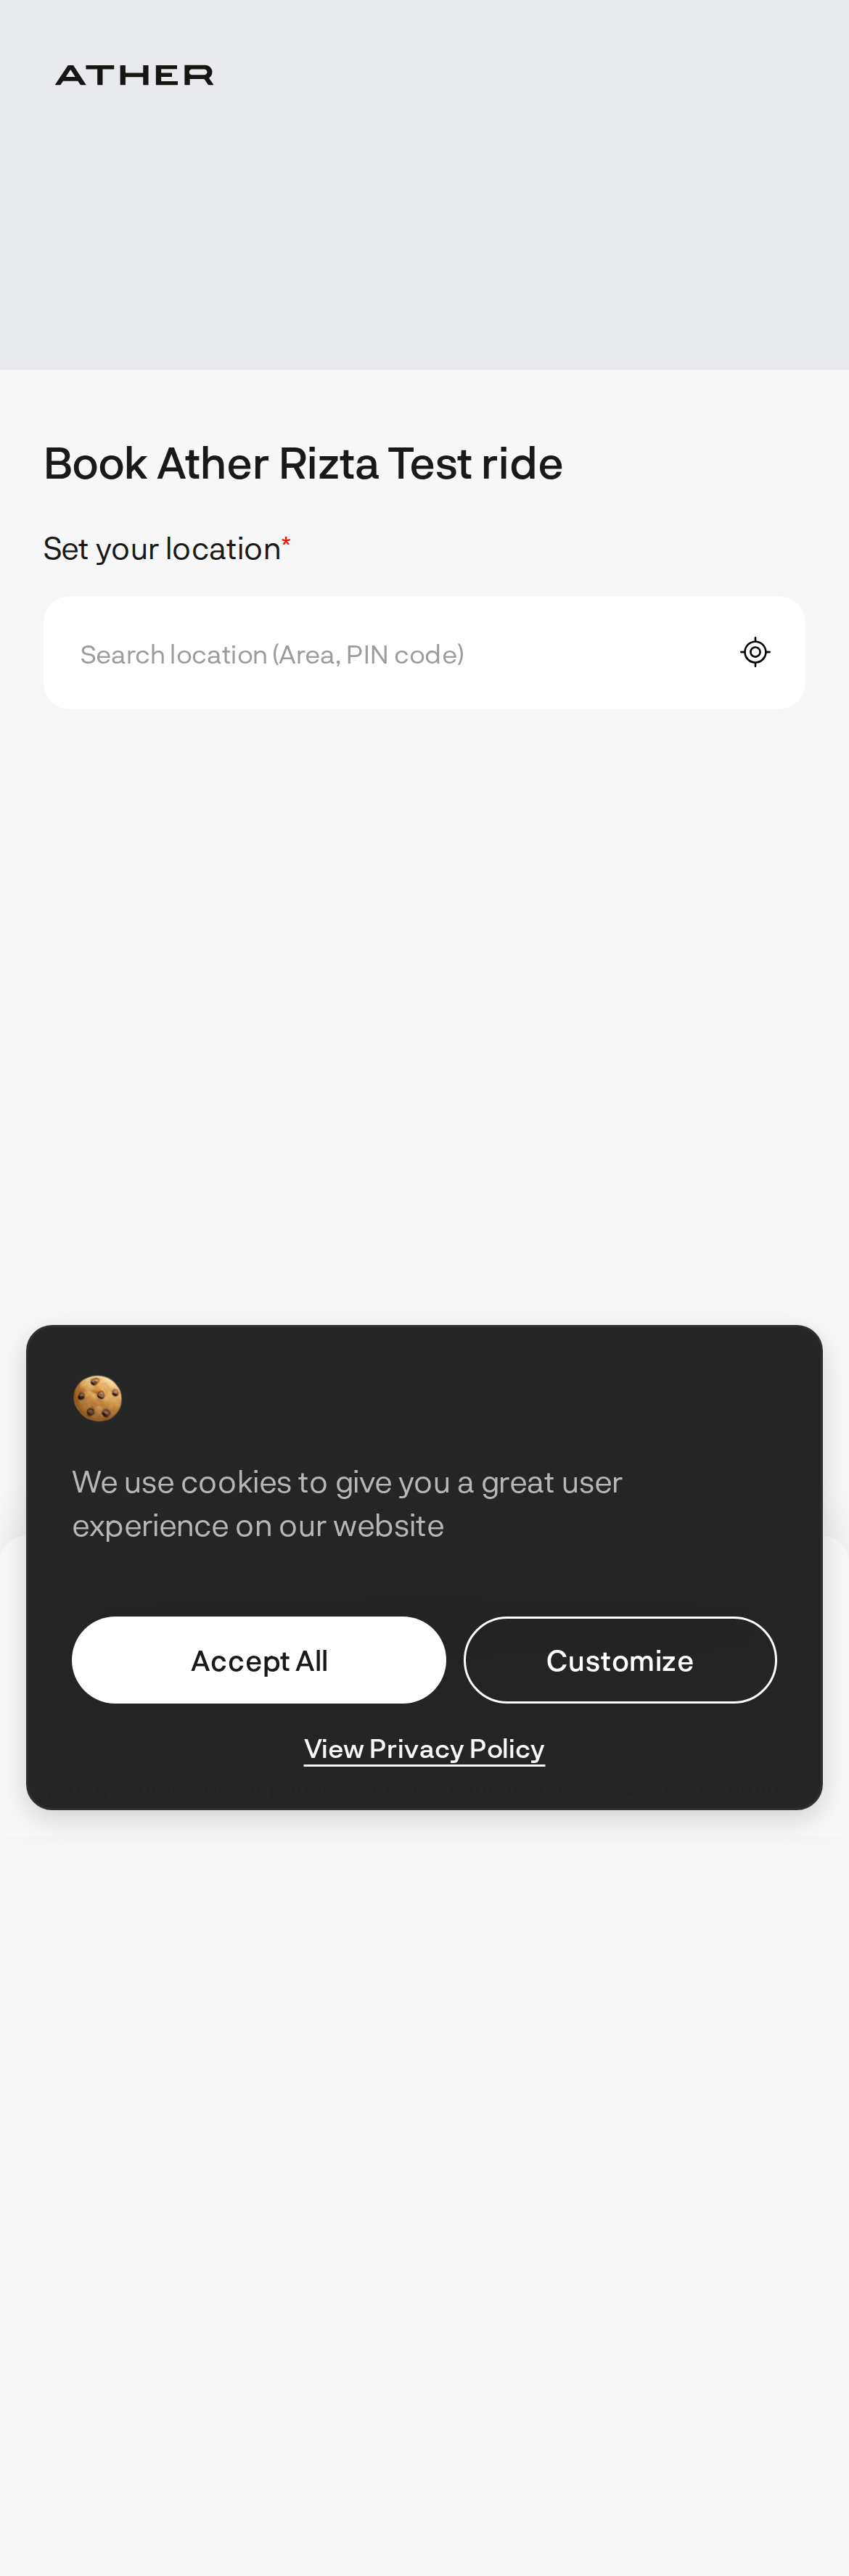 ATHER
Book Ather Rizta Test ride
Set your location*
Search location (Area, PIN code)
We use cookies to give you a great user
experience on our website
Accept All
Customize
View Privacy Policy